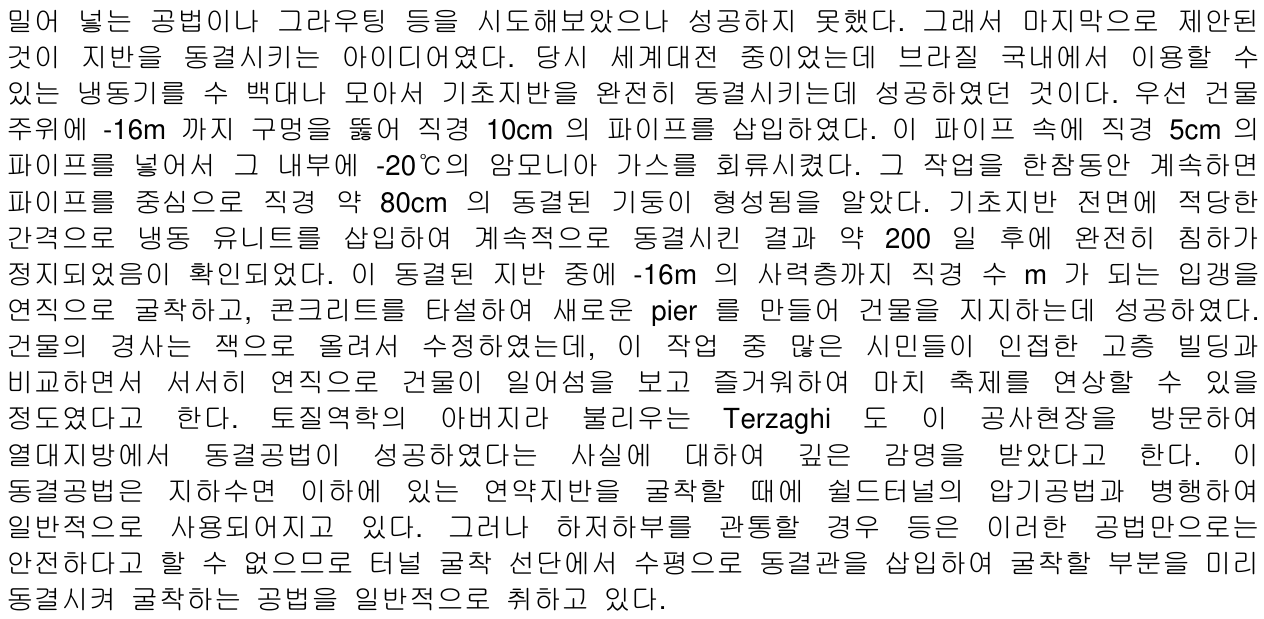 밀어 넣는 공법이나 그라우팅 등을 시도해보았으나 성공하지 못했다. 그래서 마지막으로 제안된
것이 지반을 동결시키는 아이디어였다. 당시 세계대전 중이었는데 브라질 국내에서 이용할 수
있는 냉동기를 수 백대나 모아서 기초지반을 완전히 동결시키는데 성공하였던 것이다. 우선 건물
주위에 -16m 까지 구멍을 뚫어 직경 10cm 의 파이프를 삽입하였다. 이 파이프 속에 직경 5cm 의
파이프를 넣어서 그 내부에 -20℃의 암모니아 가스를 회류시켰다. 그 작업을 한참동안 계속하면
파이프를 중심으로 직경 약 80cm 의 동결된 기둥이 형성됨을 알았다. 기초지반 전면에 적당한
간격으로 냉동 유니트를 삽입하여 계속적으로 동결시킨 결과 약 200 일 후에 완전히 침하가
정지되었음이 확인되었다. 이 동결된 지반 중에 -16m 의 사력층까지 직경 수 m 가 되는 입갱을
연직으로 굴착하고, 콘크리트를 타설하여 새로운 pier 를 만들어 건물을 지지하는데 성공하였다.
건물의 경사는 잭으로 올려서 수정하였는데, 이 작업 중 많은 시민들이 인접한 고층 빌딩과
비교하면서 서서히 연직으로 건물이 일어섬을 보고 즐거워하여 마치 축제를 연상할 수 있을
정도였다고 한다. 토질역학의 아버지라 불리우는 Terzaghi 도 이 공사현장을 방문하여
열대지방에서 동결공법이 성공하였다는 사실에 대하여 깊은 감명을 받았다고 한다. 이
동결공법은 지하수면 이하에 있는 연약지반을 굴착할 때에 쉴드터널의 압기공법과 병행하여
일반적으로 사용되어지고 있다. 그러나 하저하부를 관통할 경우 등은 이러한 공법만으로는
안전하다고 할 수 없으므로 터널 굴착 선단에서 수평으로 동결관을 삽입하여 굴착할 부분을 미리
동결시켜 굴착하는 공법을 일반적으로 취하고 있다.